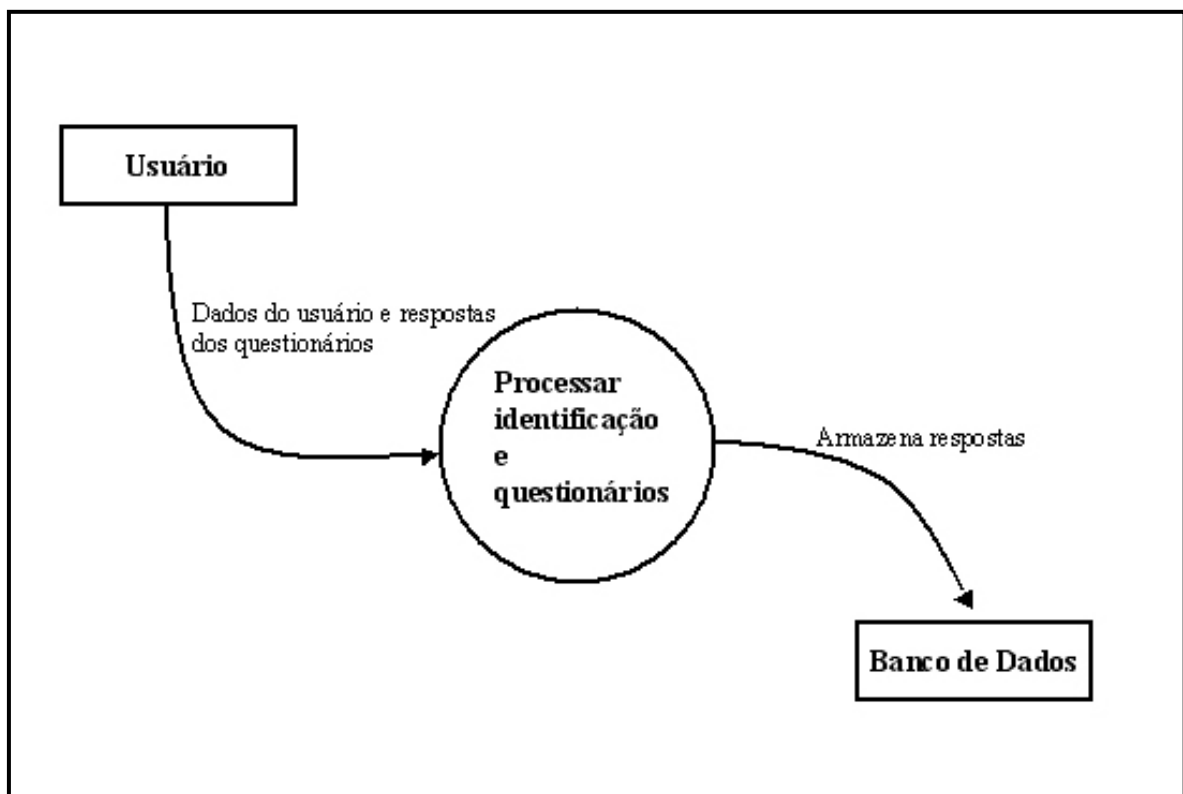 Usuário
Dados do usuário e respostas
dos questionários
Processar
identificação
e
questionários
Armazena respostas
Banco de Dados